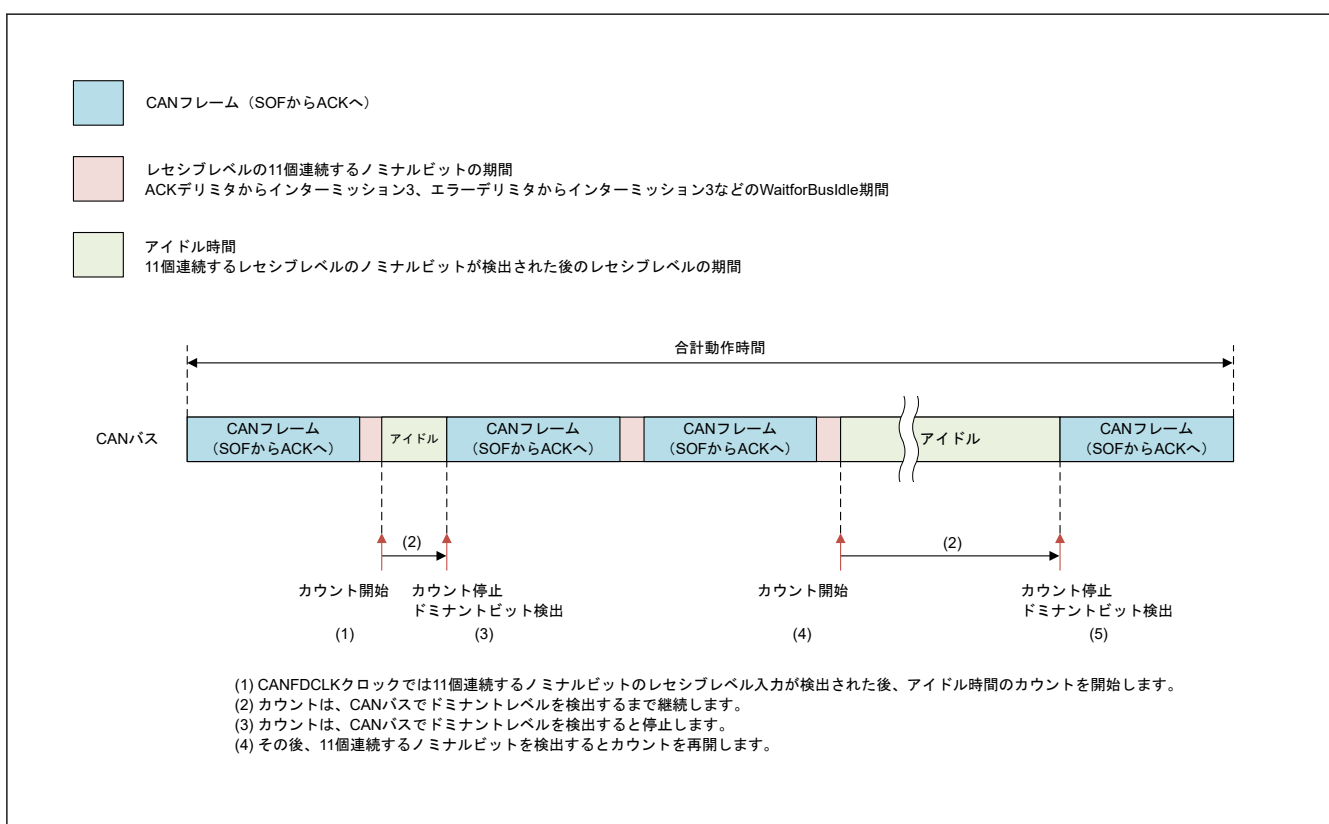 CANフレーム（SOFからACKへ）
レセシブレベルの11個連続するノミナルビットの期間
ACKデリミタからインターミッション3、エラーデリミタからインターミッション3などのWaitforBusIdle期間
アイドル時間
11個連続するレセシブレベルのノミナルビットが検出された後のレセシブレベルの期間
合計動作時間
CANバス
CANフレーム
（SOFからACKへ）
アイドル
CANフレーム
（SOFからACKへ）
CANフレーム
（SOFからACKへ）
アイドル
CANフレーム
（SOFからACKへ）
(2)
(2)
カウント開始
カウント停止
ドミナントビット検出
カウント開始
カウント停止
ドミナントビット検出
(1)
(3)
(4)
(5)
(1) CANFDCLKクロックでは11個連続するノミナルビットのレセシブレベル入力が検出された後、アイドル時間のカウントを開始します。
(2) カウントは、CANバスでドミナントレベルを検出するまで継続します。
(3) カウントは、CANバスでドミナントレベルを検出すると停止します。
(4) その後、11個連続するノミナルビットを検出するとカウントを再開します。